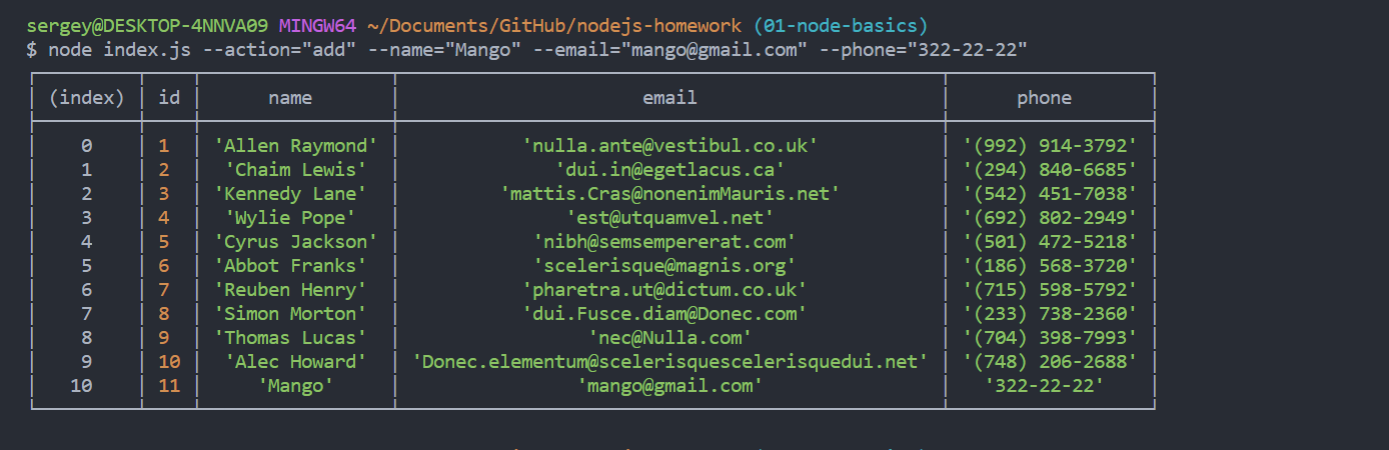 sergey@DESKTOP-4NNVA09 MINGW64 ~/Documents/GitHub/nodejs-homework (01-node-basics)
$ node index.js --action="add" --name="Mango" --email="mango@gmail.com" --phone="322-22-22"
(index) id name email phone
0 1 'Allen Raymond' 'nulla.ante@vestibul.co.uk' '(992) 914-3792'
1 2 'Chaim Lewis' 'dui.in@egetlacus.ca' '(294) 840-6685'
2 3 'Kennedy Lane' 'mattis.Cras@nonenimMauris.net' '(542) 451-7038'
3 4 'Wylie Pope' 'est@utquamvel.net' '(692) 802-2949'
4 5 'Cyrus Jackson' 'nibh@semsempererat.com' '(501) 472-5218'
5 6 'Abbot Franks' 'scelerisque@magnis.org' '(186) 568-3720'
6 7 'Reuben Henry' 'pharetra.ut@dictum.co.uk' '(715) 598-5792'
7 8 'Simon Morton' 'dui.Fusce.diam@Donec.com' '(233) 738-2360'
8 9 'Thomas Lucas' 'nec@Nulla.com' '(704) 398-7993'
9 10 'Alec Howard' 'Donec.elementum@scelerisquescelerisquedui.net' '(748) 206-2688'
10 11 'Mango' 'mango@gmail.com' '322-22-22'